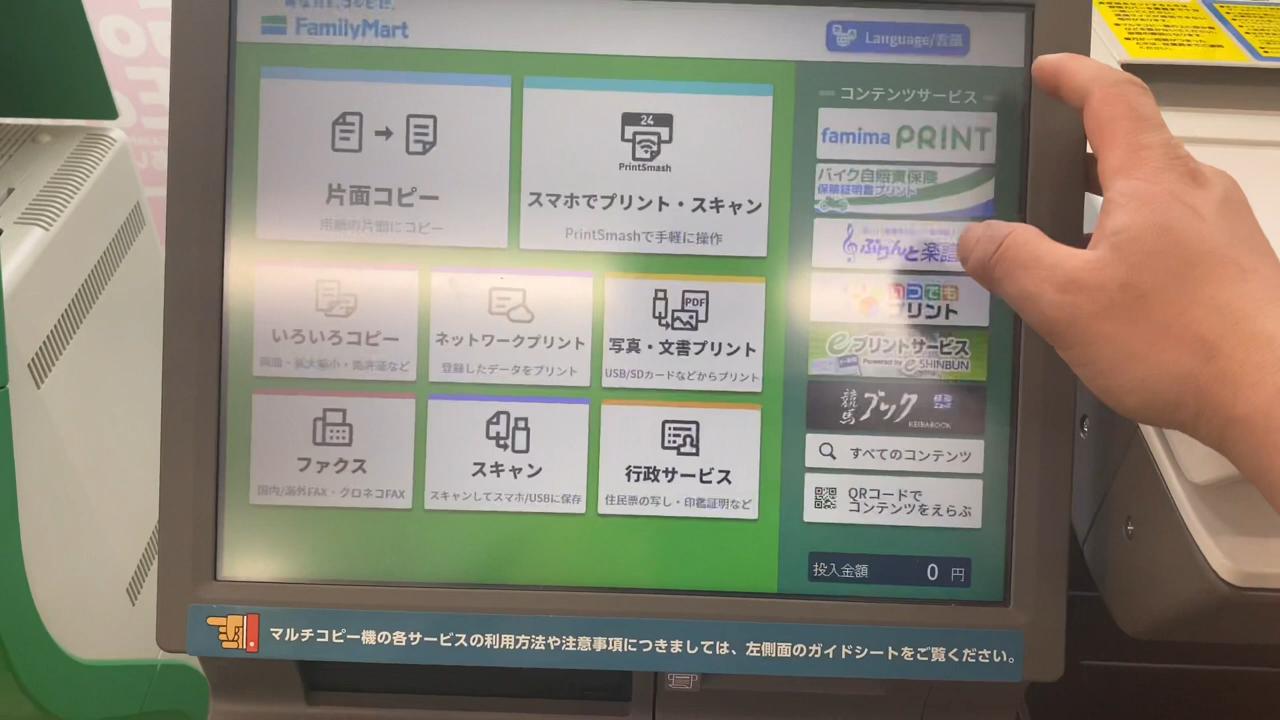 FamilyMart
Language/言語
コンテンツサービス
片面コピー
用紙の片面にコピー
24
PrintSmash
スマホでプリント・スキャン
PrintSmashで手軽に操作
famima PRINT
バイク自賠責保険
保険証明書プリント
ぷりんと楽譜
いつでも
プリント
いろいろコピー
ネットワークプリント
登録したデータをプリント
PDF
写真・文書プリント
USB/SDカードなどからプリント
eプリントサービス
Powered by eSHINBUN
競馬ブック
KEIBABOOK
ファクス
国内/海外FAX・クロネコFAX
スキャン
スキャンしてスマホ/USBに保存
行政サービス
住民票の写し・印鑑証明など
すべてのコンテンツ
QRコードで
コンテンツをえらぶ
投入金額 0 円
マルチコピー機の各サービスの利用方法や注意事項につきましては、左側面のガイドシートをご覧ください。